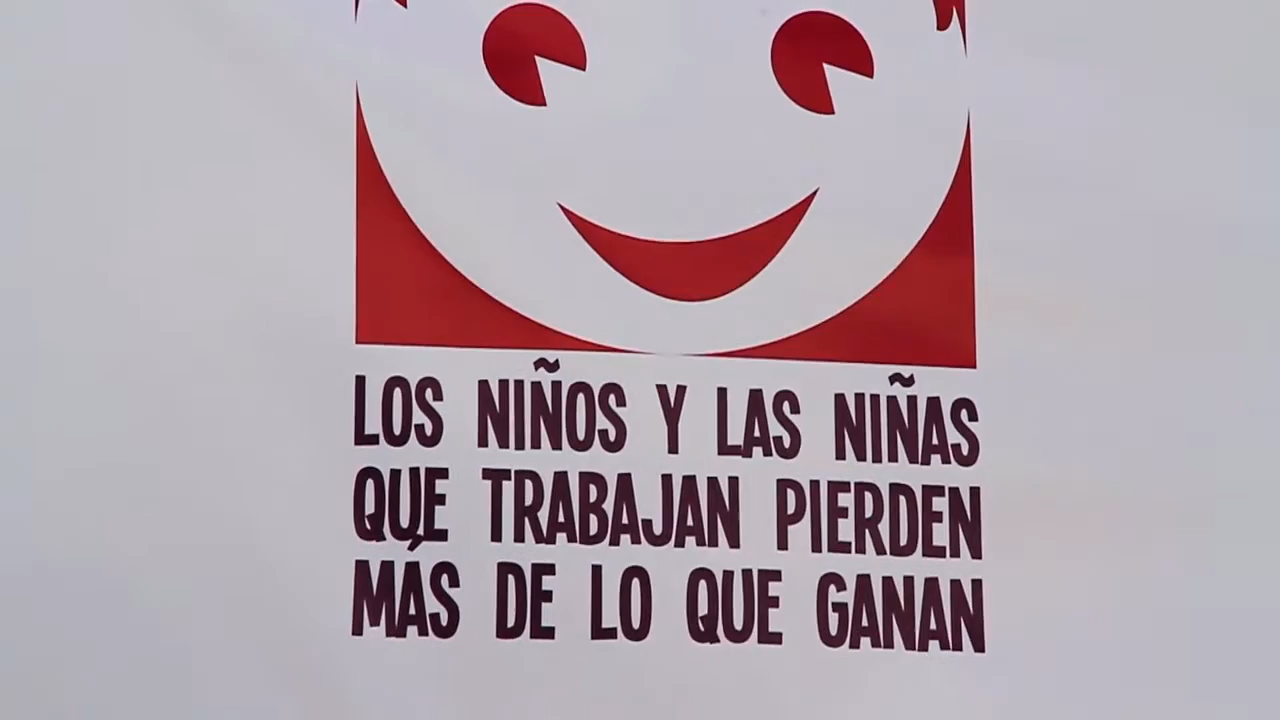 LOS NIÑOS Y LAS NIÑAS
QUE TRABAJAN PIERDEN
MÁS DE LO QUE GANAN